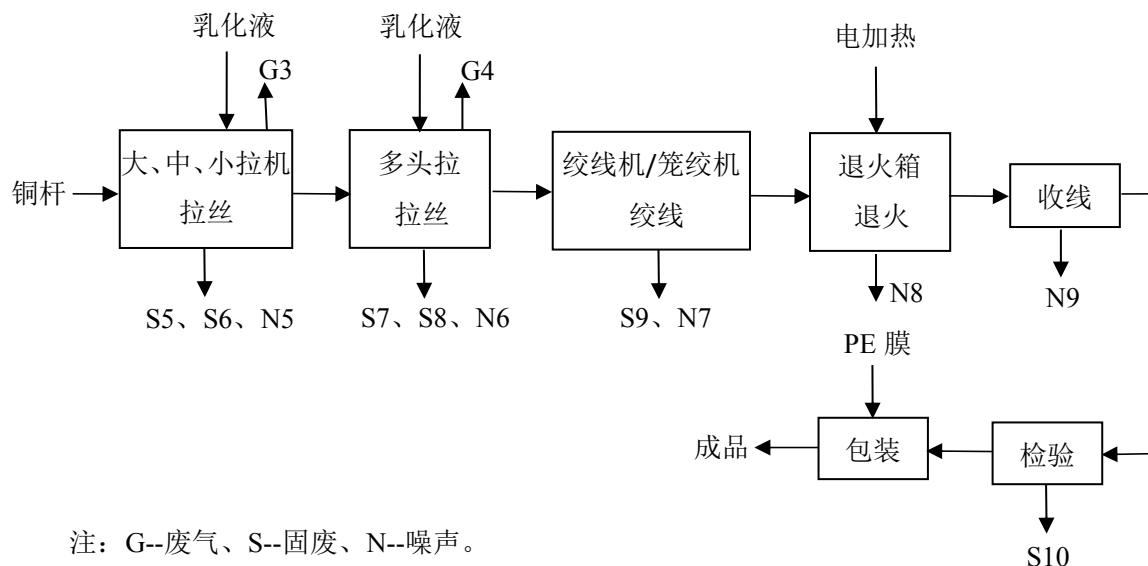 乳化液
乳化液
电加热
G3
G4
铜杆
大、中、小拉机
拉丝
多头拉
拉丝
绞线机/笼绞机
绞线
退火箱
退火
收线
S5、S6、N5
S7、S8、N6
S9、N7
N8
N9
PE 膜
成品
包装
检验
S10
注：G--废气、S--固废、N--噪声。